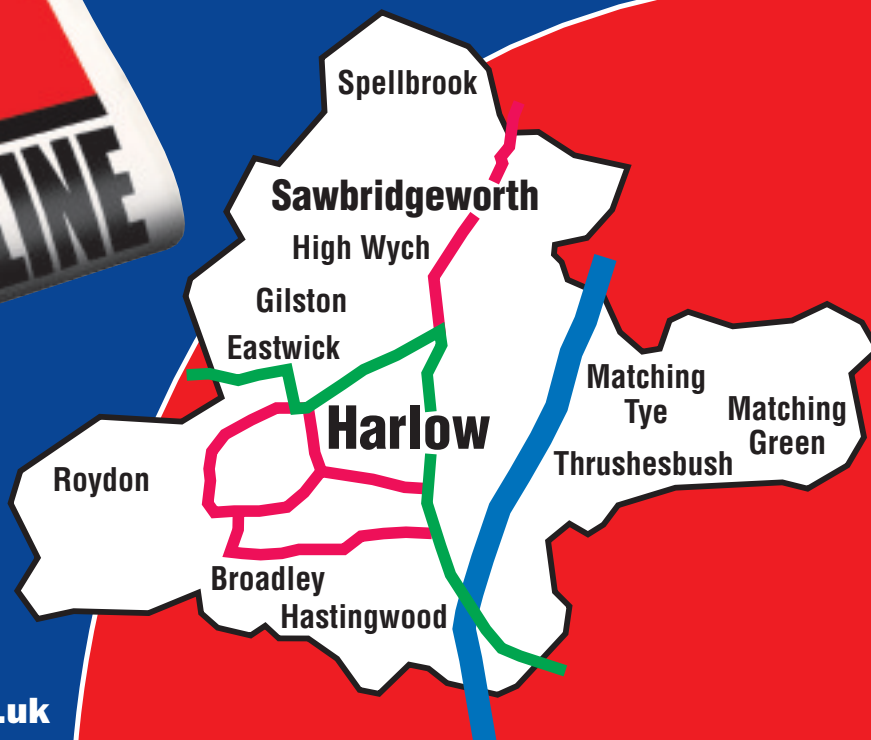 LINE
Spellbrook
Sawbridgeworth
High Wych
Gilston
Eastwick
Harlow
Matching
Tye
Matching
Green
Thrushesbush
Roydon
Broadley
Hastingwood
.uk